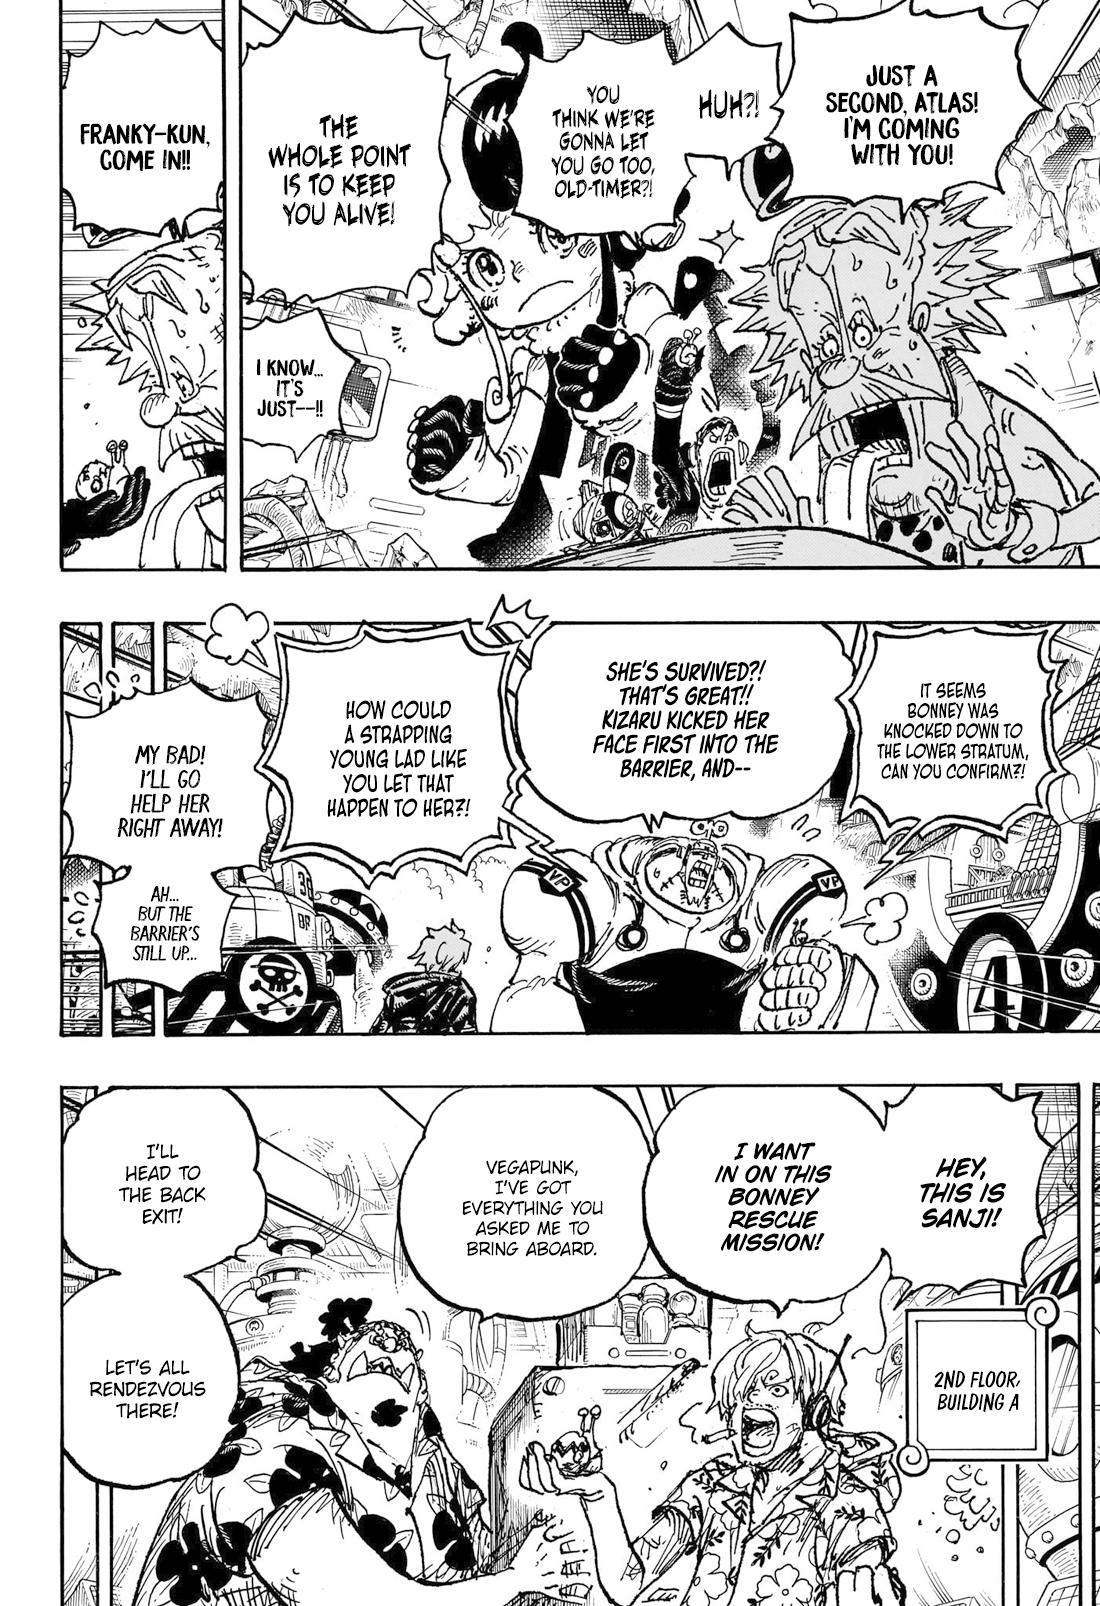 JUST A
SECOND, ATLAS!
I'M COMING
WITH YOU!
HUH?!
YOU
THINK WE'RE
GONNA LET
YOU GO TOO,
OLD-TIMER?!
THE
WHOLE POINT
IS TO KEEP
YOU ALIVE!
I KNOW...
IT'S
JUST--!!
FRANKY-KUN,
COME IN!!
IT SEEMS
BONNEY WAS
KNOCKED DOWN TO
THE LOWER STRATUM,
CAN YOU CONFIRM?!
SHE'S SURVIVED?!
THAT'S GREAT!!
KIZARU KICKED HER
FACE FIRST INTO THE
BARRIER, AND--
HOW COULD
A STRAPPING
YOUNG LAD LIKE
YOU LET THAT
HAPPEN TO HER?!
MY BAD!
I'LL GO
HELP HER
RIGHT AWAY!
AH...
BUT THE
BARRIER'S
STILL UP...
VP
VP
30
BF
4
HEY,
THIS IS
SANJI!
I WANT
IN ON THIS
BONNEY
RESCUE
MISSION!
2ND FLOOR,
BUILDING A
VEGAPUNK,
I'VE GOT
EVERYTHING YOU
ASKED ME TO
BRING ABOARD.
I'LL
HEAD TO
THE BACK
EXIT!
LET'S ALL
RENDEZVOUS
THERE!